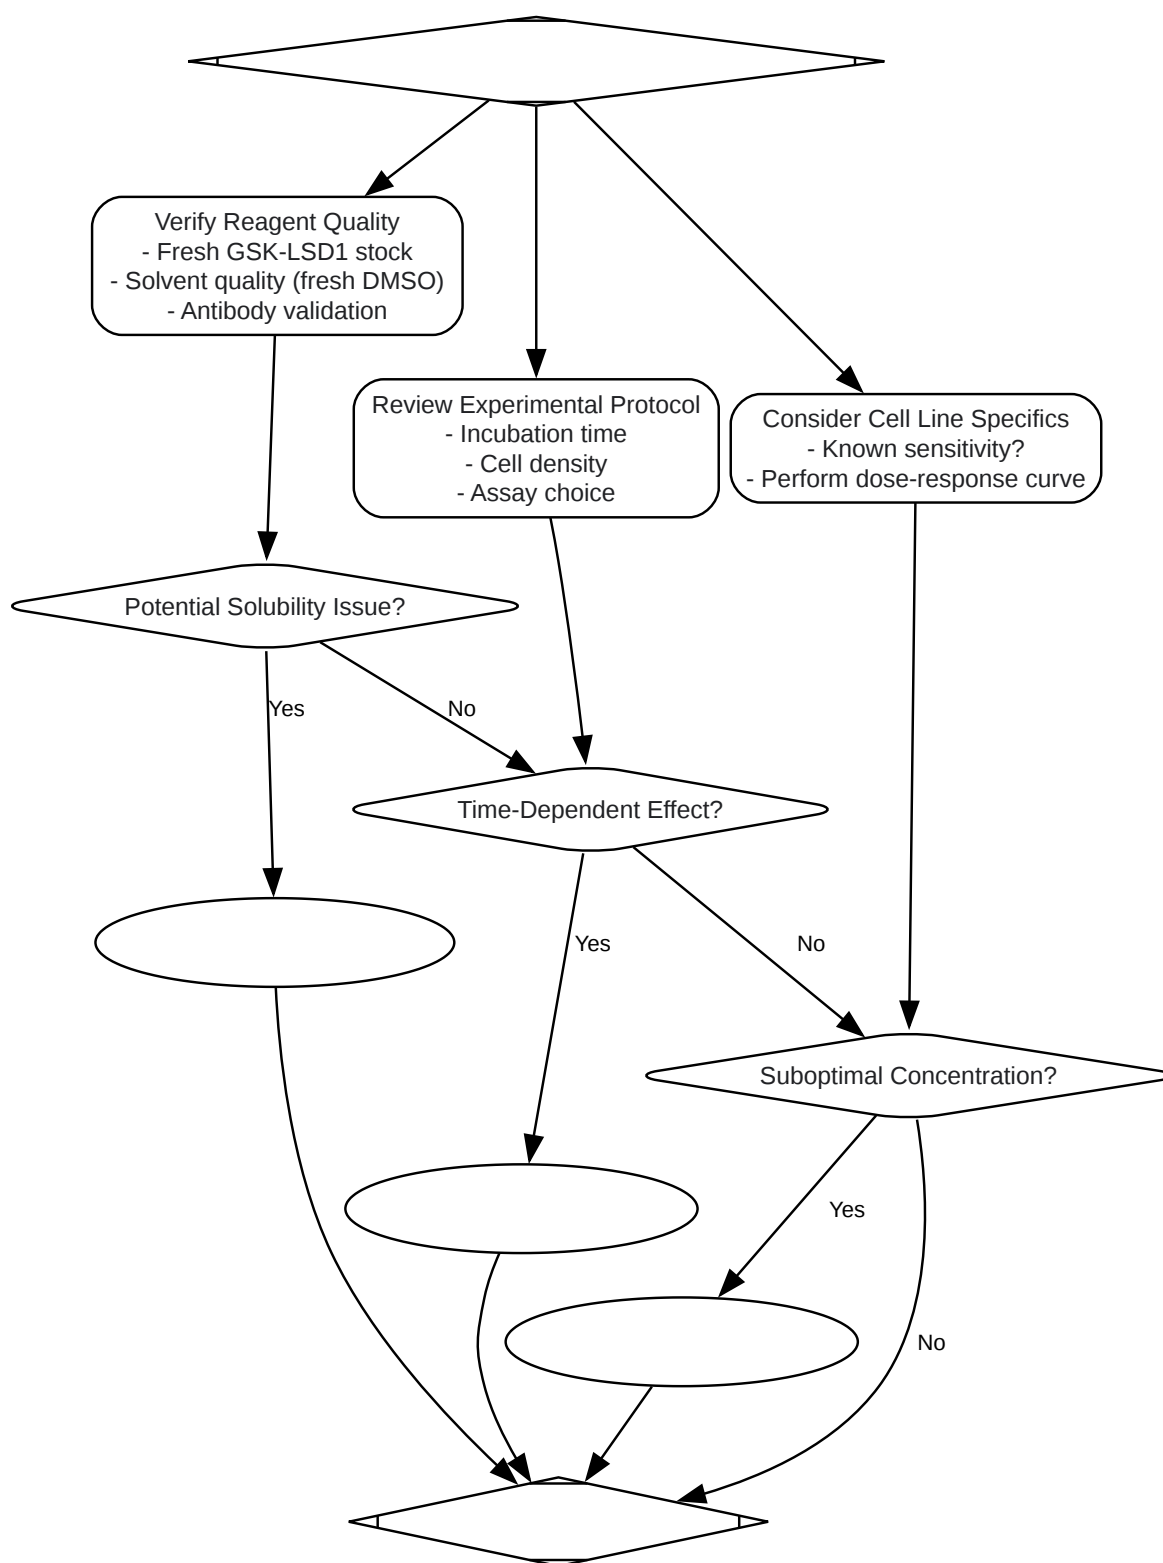 Verify Reagent Quality
- Fresh GSK-LSD1 stock
- Solvent quality (fresh DMSO)
- Antibody validation
Review Experimental Protocol
- Incubation time
- Cell density
- Assay choice
Consider Cell Line Specifics
- Known sensitivity?
- Perform dose-response curve
Potential Solubility Issue?
Yes
No
Time-Dependent Effect?
Yes
No
Suboptimal Concentration?
Yes
No